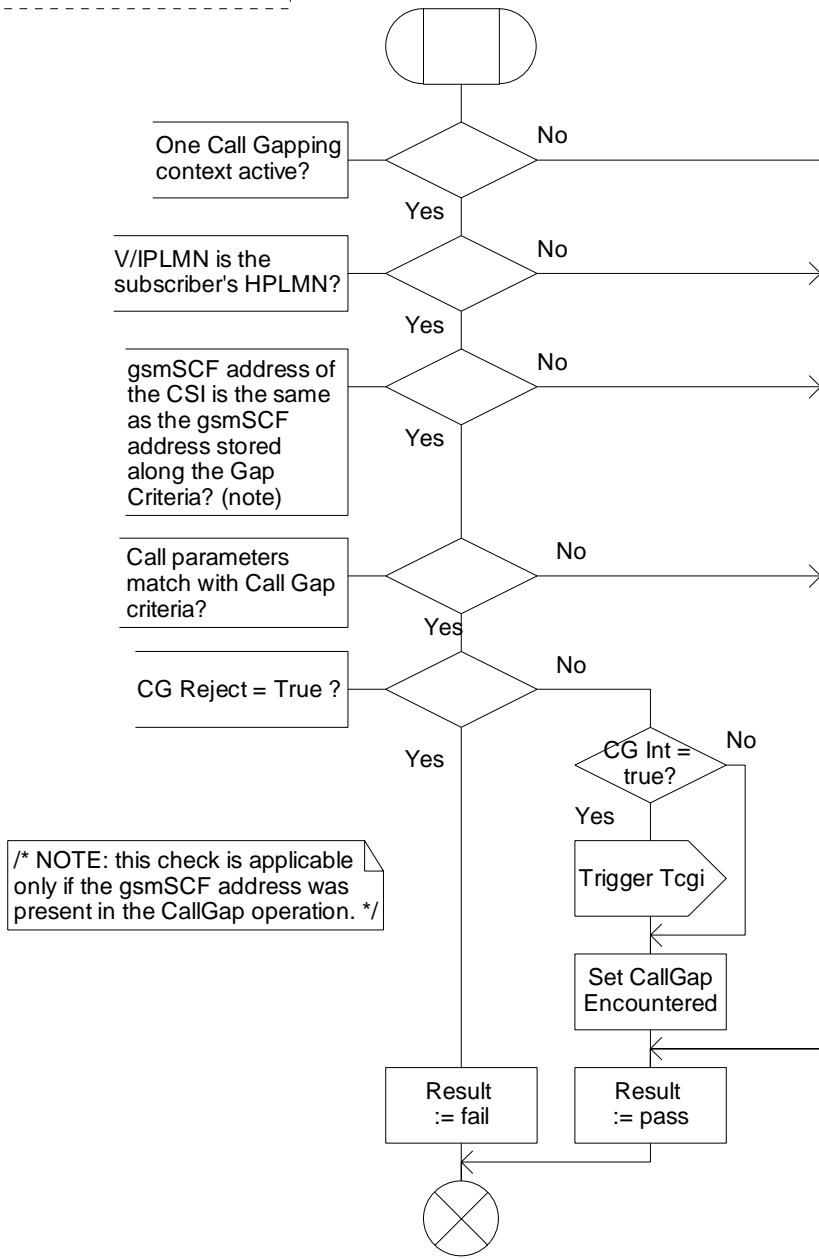 One Call Gapping
context active?
No
Yes
V/IPLMN is the
subscriber's HPLMN?
No
Yes
gsmSCF address of
the CSI is the same
as the gsmSCF
address stored
along the Gap
Criteria? (note)
No
Yes
Call parameters
match with Call Gap
criteria?
No
Yes
CG Reject = True ?
No
Yes
CG Int =
true?
No
Yes
/* NOTE: this check is applicable
only if the gsmSCF address was
present in the CallGap operation. */
Trigger Tcgi
Set CallGap
Encountered
Result
:= fail
Result
:= pass